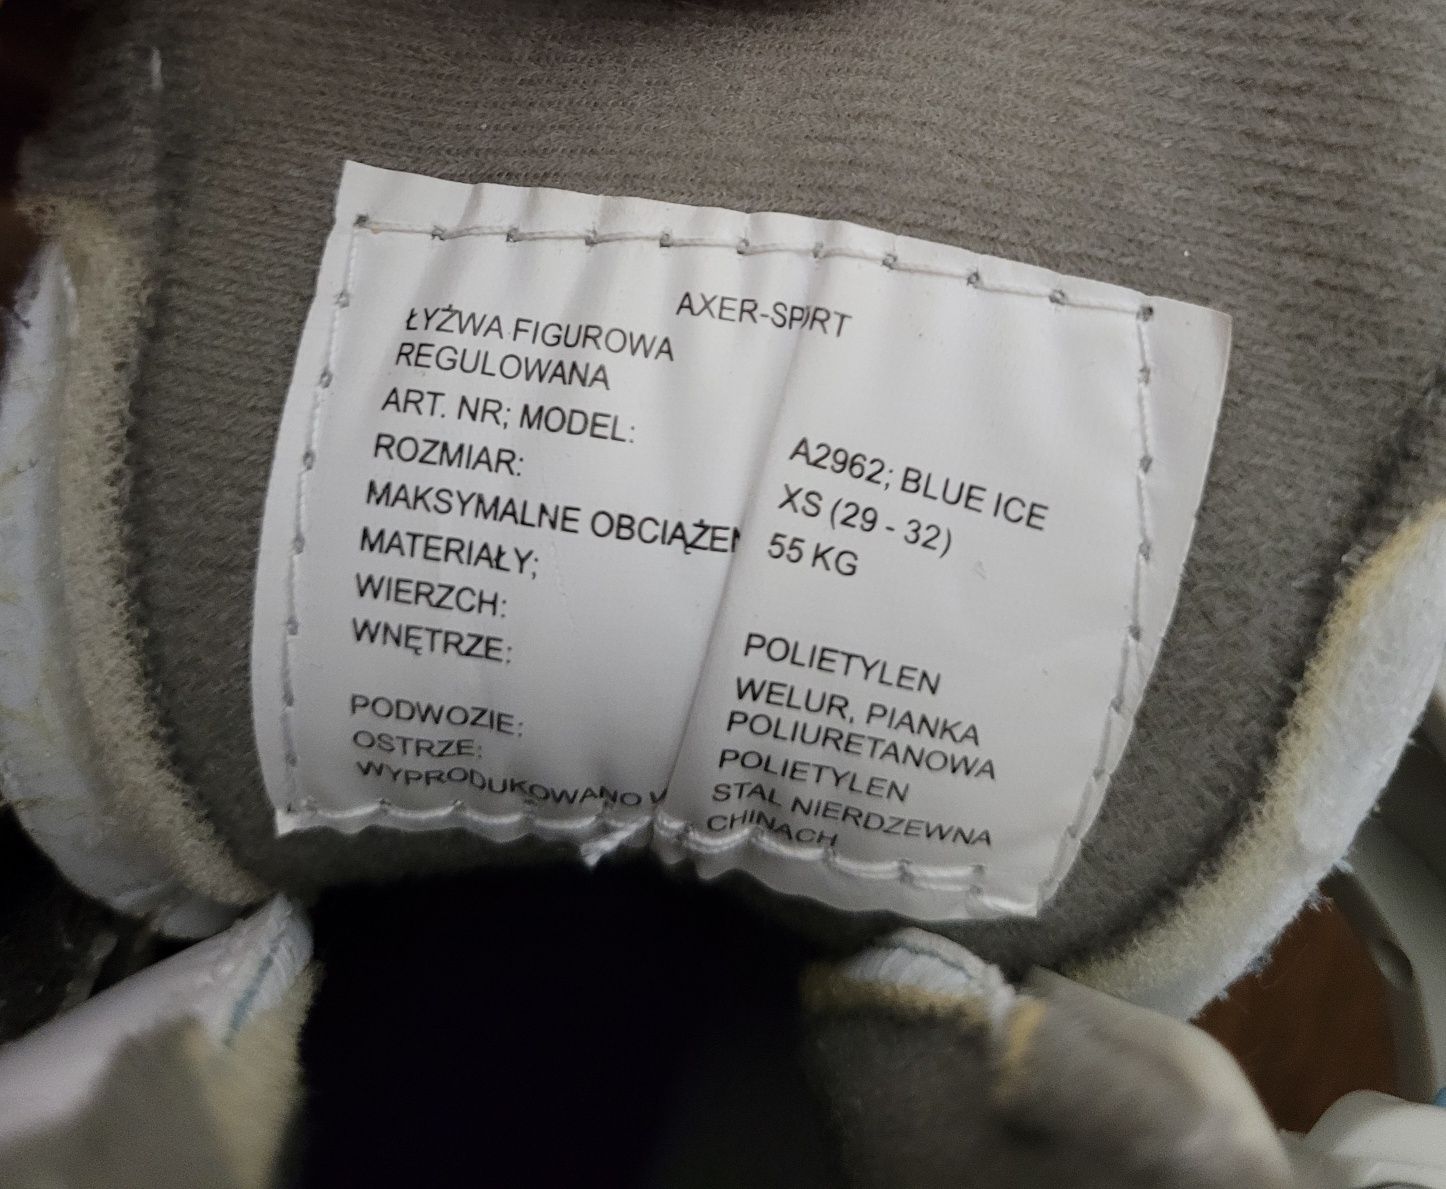 AXER-SPORT
ŁYŻWA FIGUROWA
REGULOWANA
ART. NR; MODEL: A2962; BLUE ICE
ROZMIAR: XS (29 - 32)
MAKSYMALNE OBCIĄŻEN 55 KG
MATERIAŁY;
WIERZCH: POLIETYLEN
WNĘTRZE: WELUR, PIANKA
POLIURETANOWA
PODWOZIE: POLIETYLEN
OSTRZE: STAL NIERDZEWNA
WYPRODUKOWANO W CHINACH